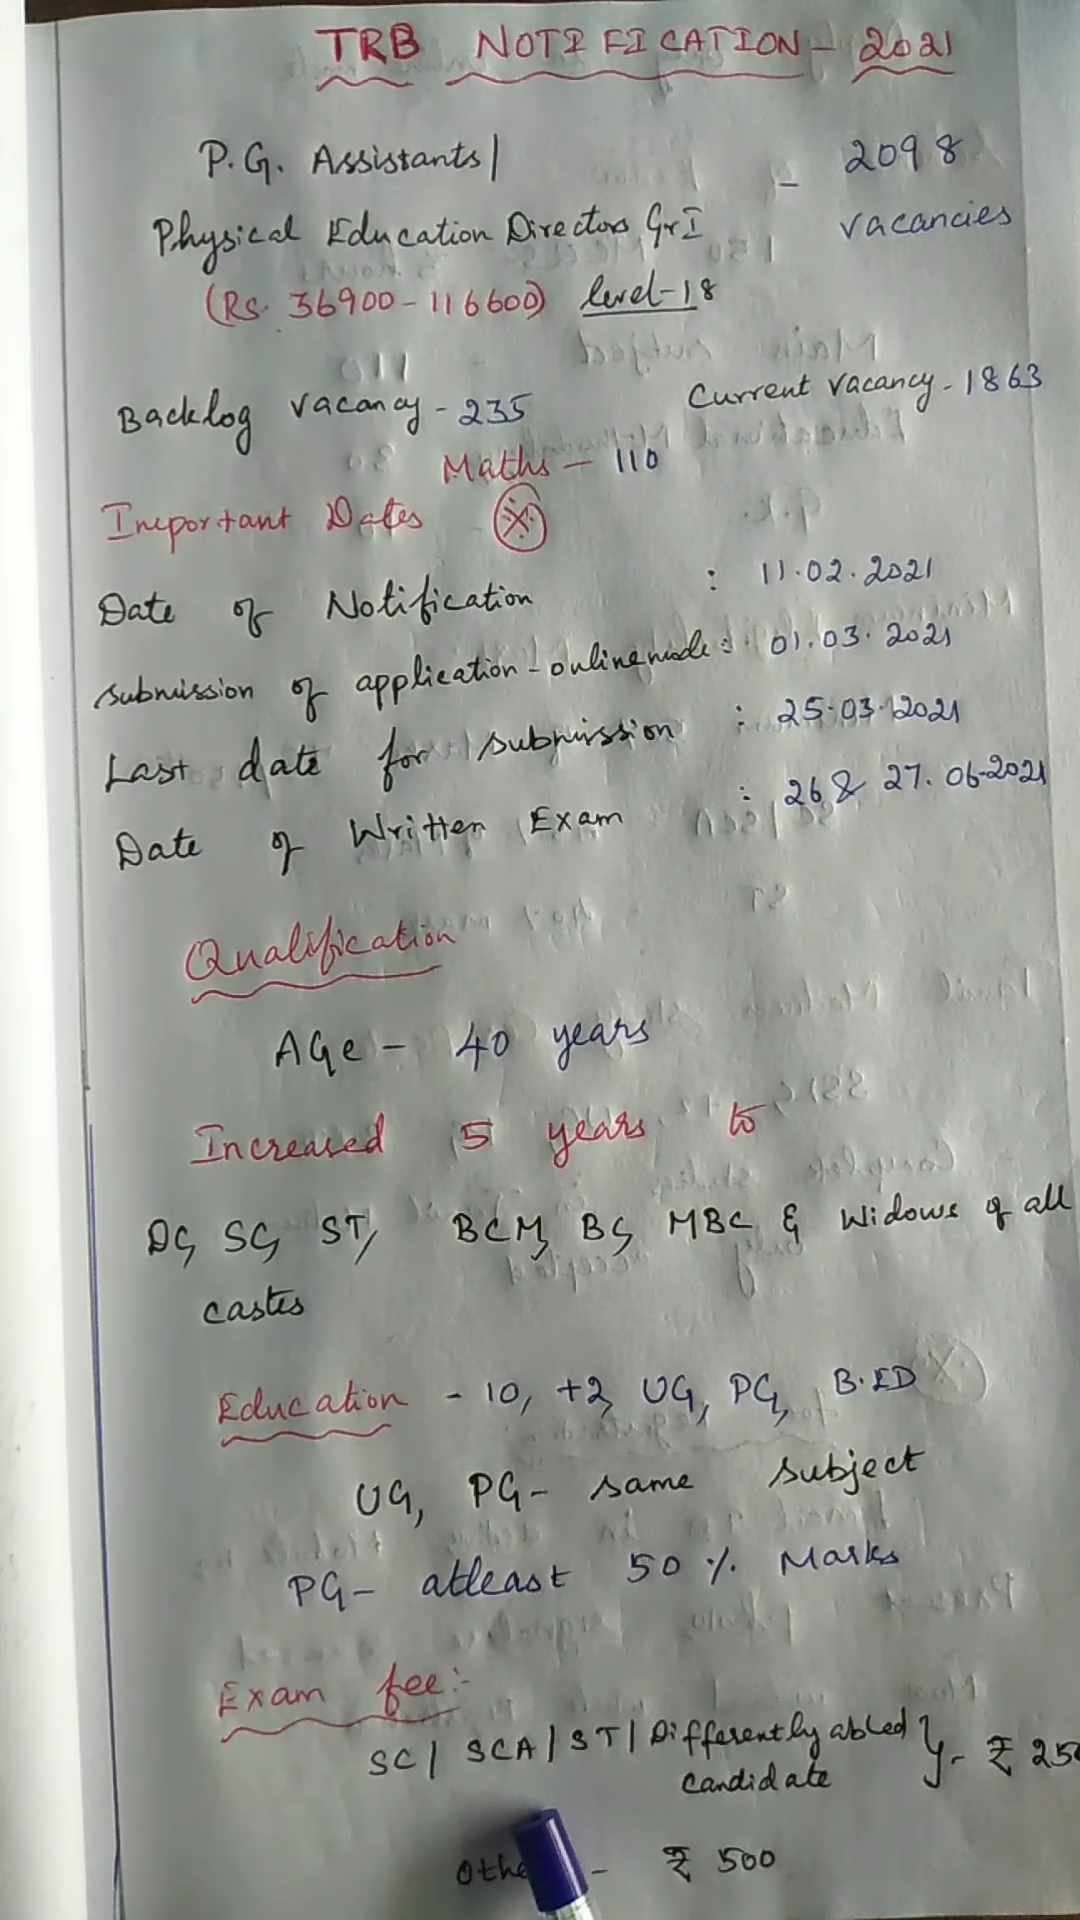 TRB NOTIFICATION - 2021
P.G. Assistants/
- 2098
Physical Education Directors Gr I
vacancies
(Rs. 36900 - 116600) level-18
Backlog vacancy - 235
Current vacancy - 1863
Maths - 110
Important Dates
Date of Notification : 11.02.2021
submission of application - online mode : 01.03.2021
Last date for submission : 25.03.2021
Date of Written Exam : 26 & 27.06.2021
Qualification
AGe - 40 years
Increased 5 years to
DC, SC, ST, BCM, BC, MBC & Widows of all
castes
Education - 10, +2, UG, PG, B.ED
UG, PG - same subject
PG - atleast 50 % Marks
Exam fee:-
SC / SCA / ST / Differently abled } - ₹ 25
candidate
Othe - ₹ 500